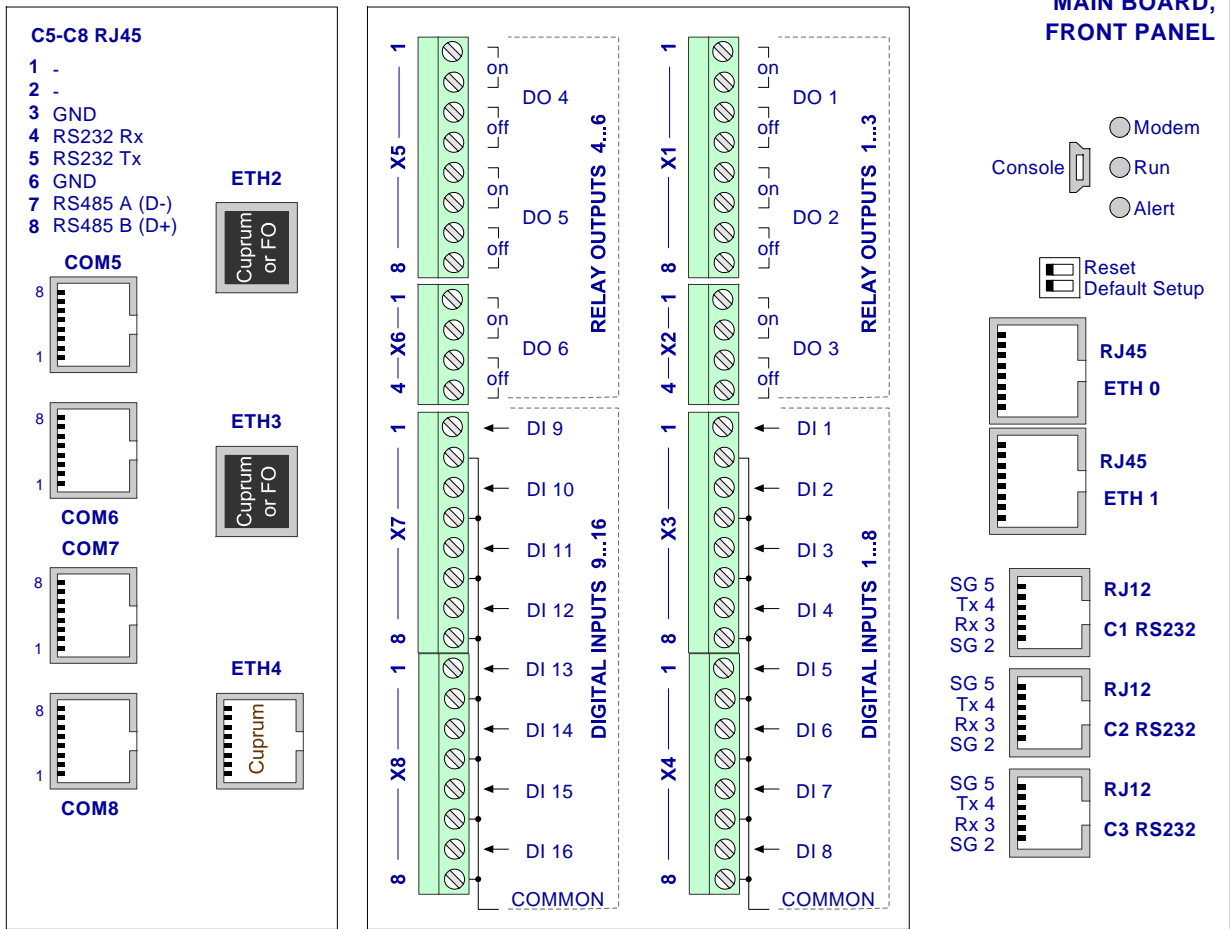 C5-C8 RJ45
1 -
2 -
3 GND
4 RS232 Rx
5 RS232 Tx
6 GND
7 RS485 A (D-)
8 RS485 B (D+)
COM5
8
1
8
1
COM6
COM7
8
1
8
1
COM8
ETH2
Cuprum
or FO
ETH3
Cuprum
or FO
ETH4
Cuprum
1
X5
8
on
DO 4
off
on
DO 5
off
1
X6
4
on
DO 6
off
RELAY OUTPUTS 4...6
1
X7
8
DI 9
DI 10
DI 11
DI 12
1
X8
8
DI 13
DI 14
DI 15
DI 16
DIGITAL INPUTS 9...16
COMMON
1
X1
8
on
DO 1
off
on
DO 2
off
1
X2
4
on
DO 3
off
RELAY OUTPUTS 1...3
1
X3
8
DI 1
DI 2
DI 3
DI 4
1
X4
8
DI 5
DI 6
DI 7
DI 8
DIGITAL INPUTS 1...8
COMMON
MAIN BOARD,
FRONT PANEL
Console
Modem
Run
Alert
Reset
Default Setup
RJ45
ETH 0
RJ45
ETH 1
SG 5
Tx 4
Rx 3
SG 2
RJ12
C1 RS232
SG 5
Tx 4
Rx 3
SG 2
RJ12
C2 RS232
SG 5
Tx 4
Rx 3
SG 2
RJ12
C3 RS232